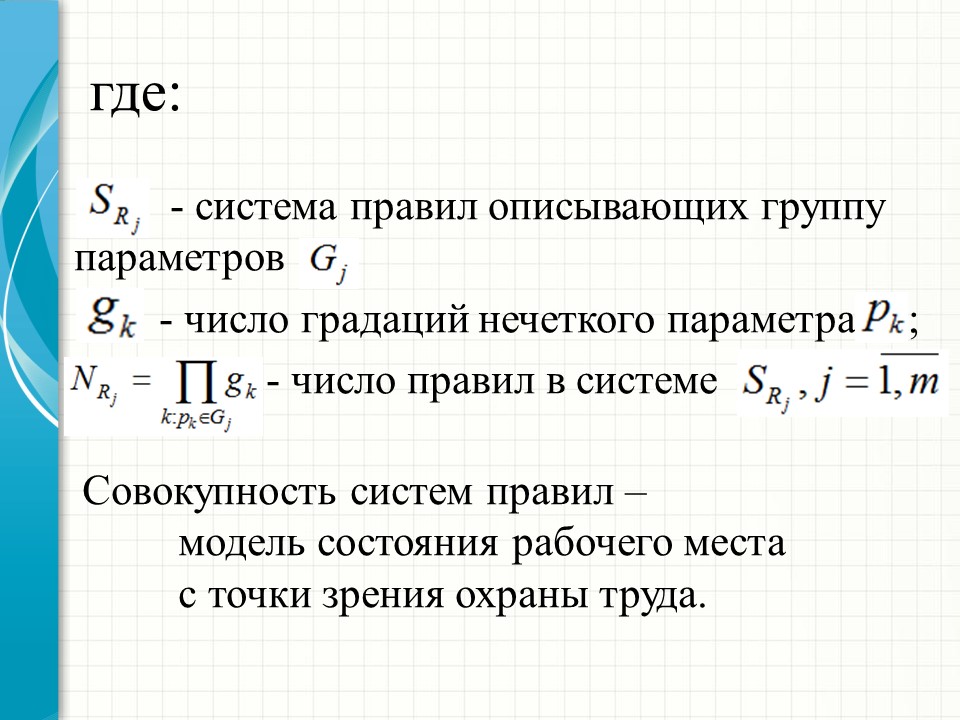 где:
S_{R_j} - система правил описывающих группу
параметров G_j
g_k - число градаций нечеткого параметра p_k ;
N_{R_j} = ∏_{k:p_k∈G_j} g_k - число правил в системе S_{R_j}, j = \overline{1, m}
Совокупность систем правил –
модель состояния рабочего места
с точки зрения охраны труда.